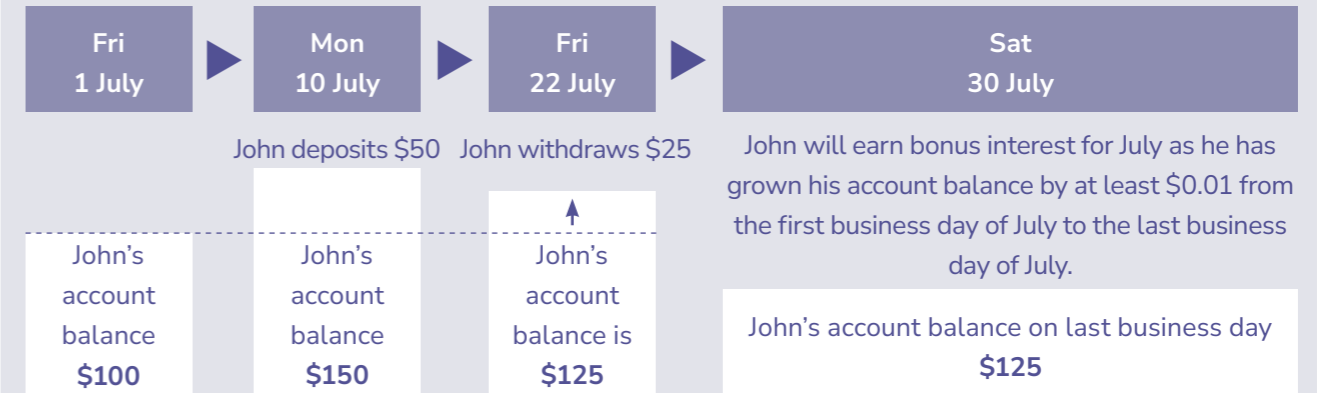 Fri
1 July
Mon
10 July
Fri
22 July
Sat
30 July
John deposits $50
John withdraws $25
John will earn bonus interest for July as he has
grown his account balance by at least $0.01 from
the first business day of July to the last business
day of July.
John’s
account
balance
$100
John’s
account
balance
$150
John’s
account
balance is
$125
John’s account balance on last business day
$125